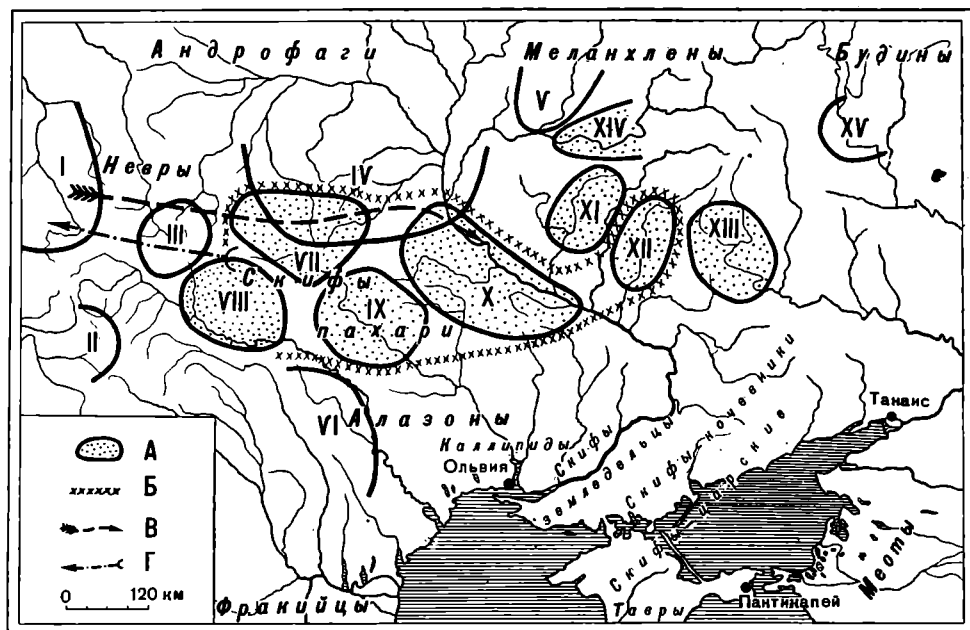 Андрофаги
Меланхлены
Будины
V
XIV
XV
I
Невры
IV
III
XI
XII
XIII
VII
Скифы
VIII
IX
X
пахари
II
VI
Алазоны
Каллипиды
Ольвия
Скифы
земледельцы
Скифы кочевники
Скифы царские
Танаис
Меоты
Пантикапей
Тавры
Фракийцы
А
Б
В
Г
0 120 км